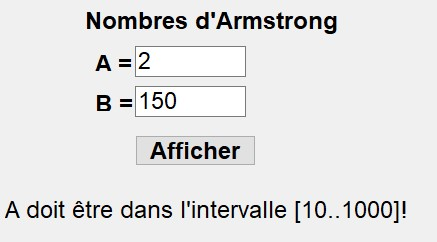 Nombres d'Armstrong
A = 2
B = 150
Afficher
A doit être dans l'intervalle [10..1000]!